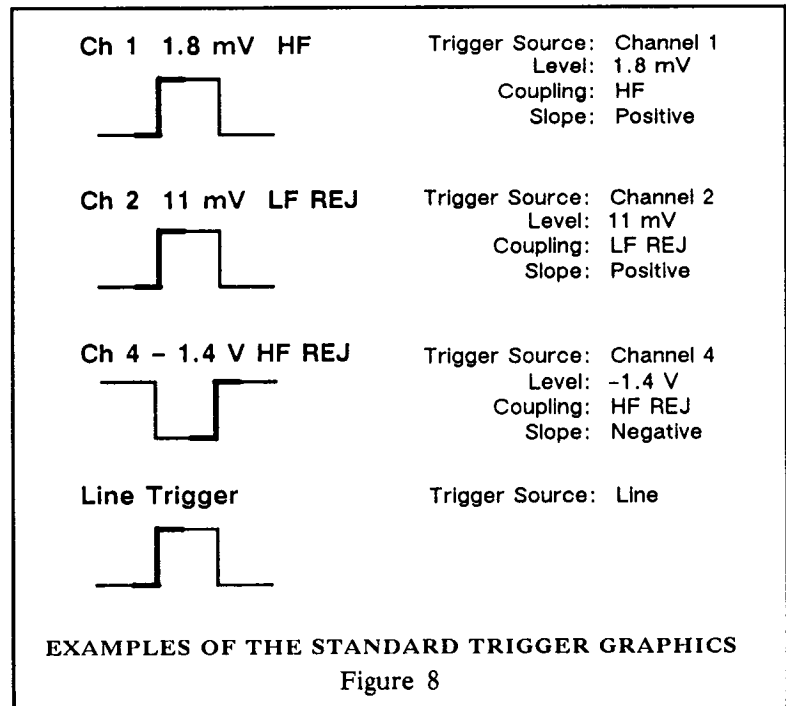 Ch 1 1.8 mV HF
Trigger Source: Channel 1
Level: 1.8 mV
Coupling: HF
Slope: Positive
Ch 2 11 mV LF REJ
Trigger Source: Channel 2
Level: 11 mV
Coupling: LF REJ
Slope: Positive
Ch 4 – 1.4 V HF REJ
Trigger Source: Channel 4
Level: -1.4 V
Coupling: HF REJ
Slope: Negative
Line Trigger
Trigger Source: Line
EXAMPLES OF THE STANDARD TRIGGER GRAPHICS
Figure 8